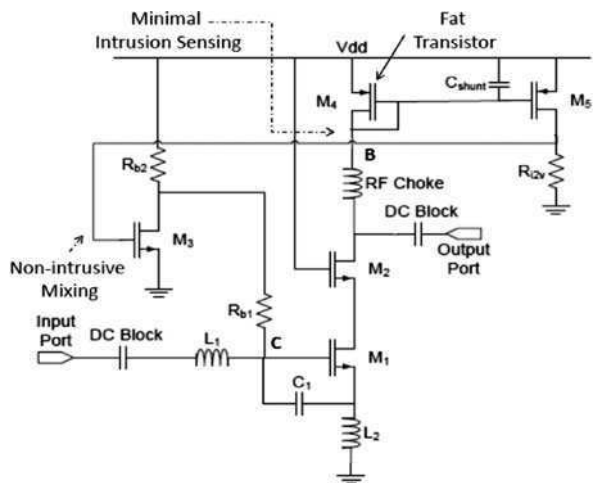 Minimal
Intrusion Sensing
Fat
Transistor
Vdd
M4
Cshunt
M5
B
Rb2
RF Choke
Ri2v
DC Block
M3
Output
Port
M2
Non-intrusive
Mixing
Rb1
Input
Port
DC Block
L1
C
M1
C1
L2